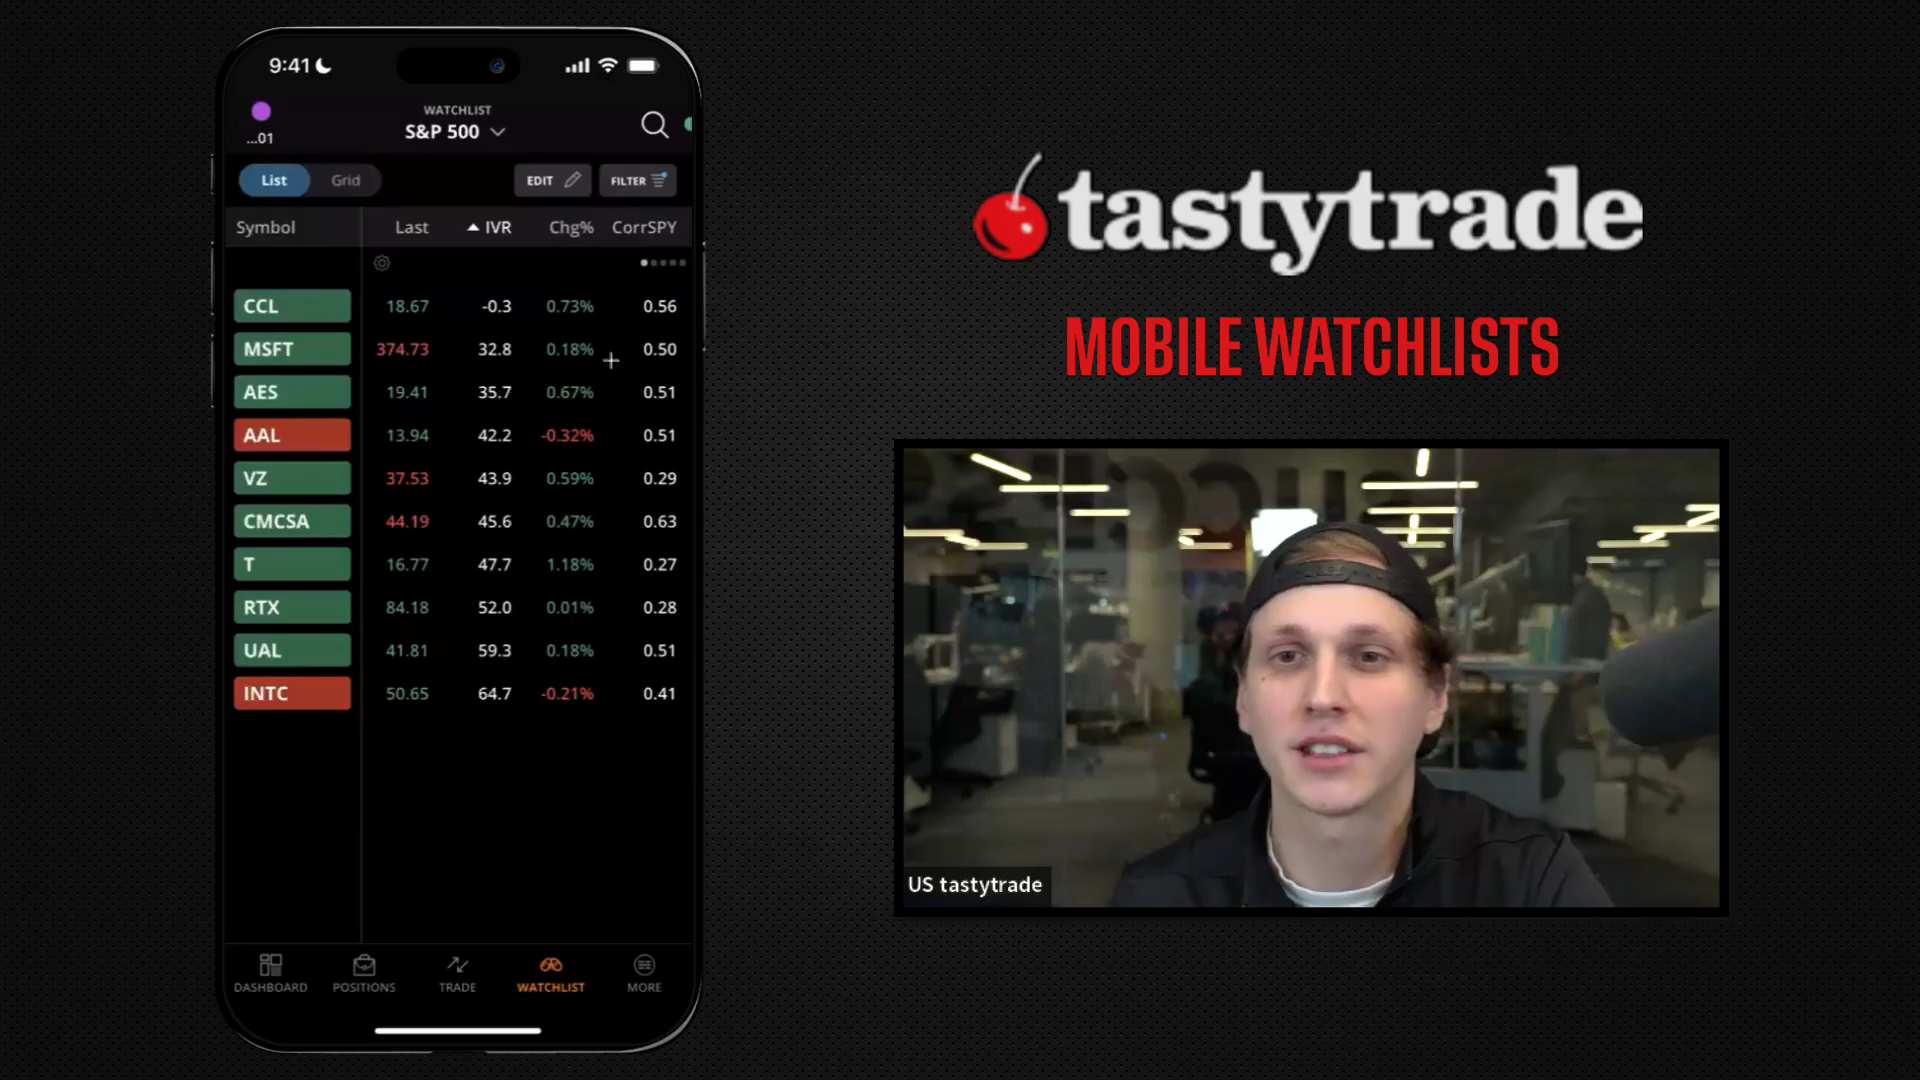 9:41
...01
WATCHLIST
S&P 500
List
Grid
EDIT
FILTER
Symbol Last IVR Chg% CorrSPY
CCL 18.67 -0.3 0.73% 0.56
MSFT 374.73 32.8 0.18% 0.50
AES 19.41 35.7 0.67% 0.51
AAL 13.94 42.2 -0.32% 0.51
VZ 37.53 43.9 0.59% 0.29
CMCSA 44.19 45.6 0.47% 0.63
T 16.77 47.7 1.18% 0.27
RTX 84.18 52.0 0.01% 0.28
UAL 41.81 59.3 0.18% 0.51
INTC 50.65 64.7 -0.21% 0.41
DASHBOARD POSITIONS TRADE WATCHLIST MORE
tastytrade
MOBILE WATCHLISTS
US tastytrade